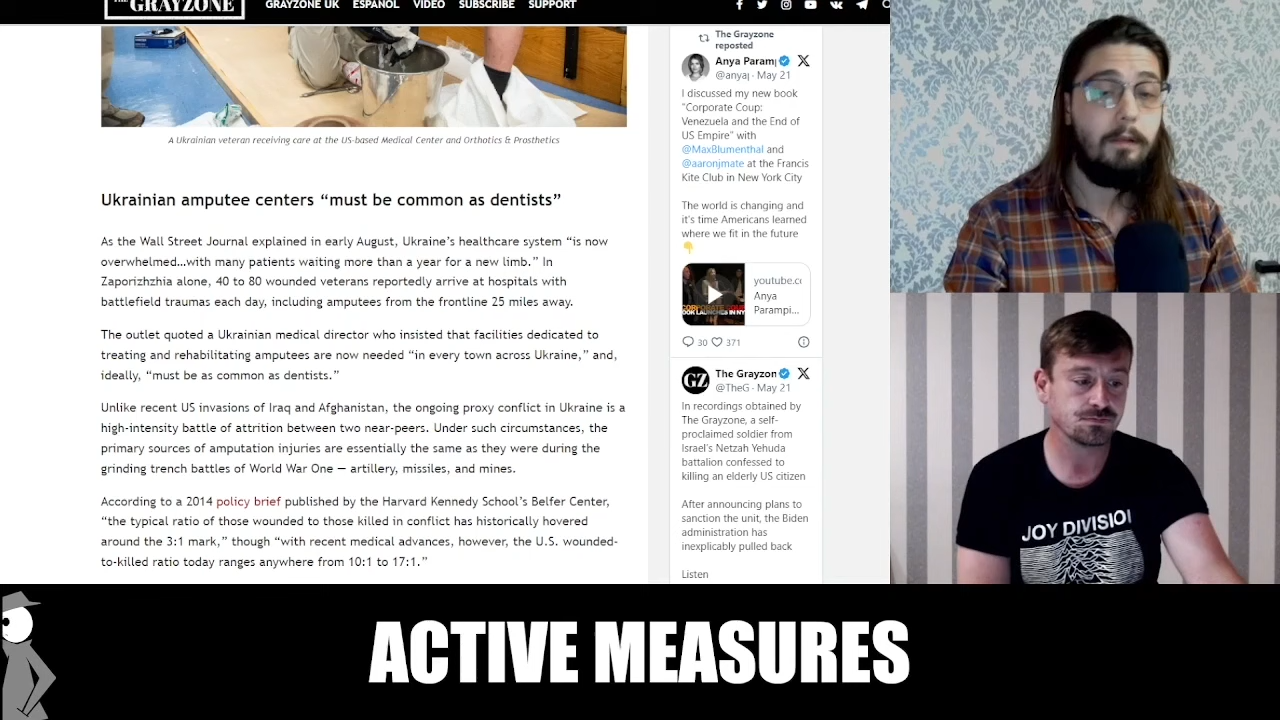 THE
GRAYZONE
GRAYZONE UK ESPAÑOL VIDEO SUBSCRIBE SUPPORT
A Ukrainian veteran receiving care at the US-based Medical Center and Orthotics & Prosthetics
Ukrainian amputee centers “must be common as dentists”
As the Wall Street Journal explained in early August, Ukraine’s healthcare system “is now
overwhelmed…with many patients waiting more than a year for a new limb.” In
Zaporizhzhia alone, 40 to 80 wounded veterans reportedly arrive at hospitals with
battlefield traumas each day, including amputees from the frontline 25 miles away.
The outlet quoted a Ukrainian medical director who insisted that facilities dedicated to
treating and rehabilitating amputees are now needed “in every town across Ukraine,” and,
ideally, “must be as common as dentists.”
Unlike recent US invasions of Iraq and Afghanistan, the ongoing proxy conflict in Ukraine is a
high-intensity battle of attrition between two near-peers. Under such circumstances, the
primary sources of amputation injuries are essentially the same as they were during the
grinding trench battles of World War One — artillery, missiles, and mines.
According to a 2014 policy brief published by the Harvard Kennedy School’s Belfer Center,
“the typical ratio of those wounded to those killed in conflict has historically hovered
around the 3:1 mark,” though “with recent medical advances, however, the U.S. wounded-
to-killed ratio today ranges anywhere from 10:1 to 17:1.”
The Grayzone
reposted
Anya Paramp
@anyap · May 21
I discussed my new book
"Corporate Coup:
Venezuela and the End of
US Empire" with
@MaxBlumenthal and
@aaronjmate at the Francis
Kite Club in New York City
The world is changing and
it's time Americans learned
where we fit in the future
CORPORATE COUP
BOOK LAUNCHES IN NY
youtube.co
Anya
Parampi...
30 371
GZ
The Grayzon
@TheG · May 21
In recordings obtained by
The Grayzone, a self-
proclaimed soldier from
Israel's Netzah Yehuda
battalion confessed to
killing an elderly US citizen
After announcing plans to
sanction the unit, the Biden
administration has
inexplicably pulled back
Listen
JOY DIVISION
ACTIVE MEASURES